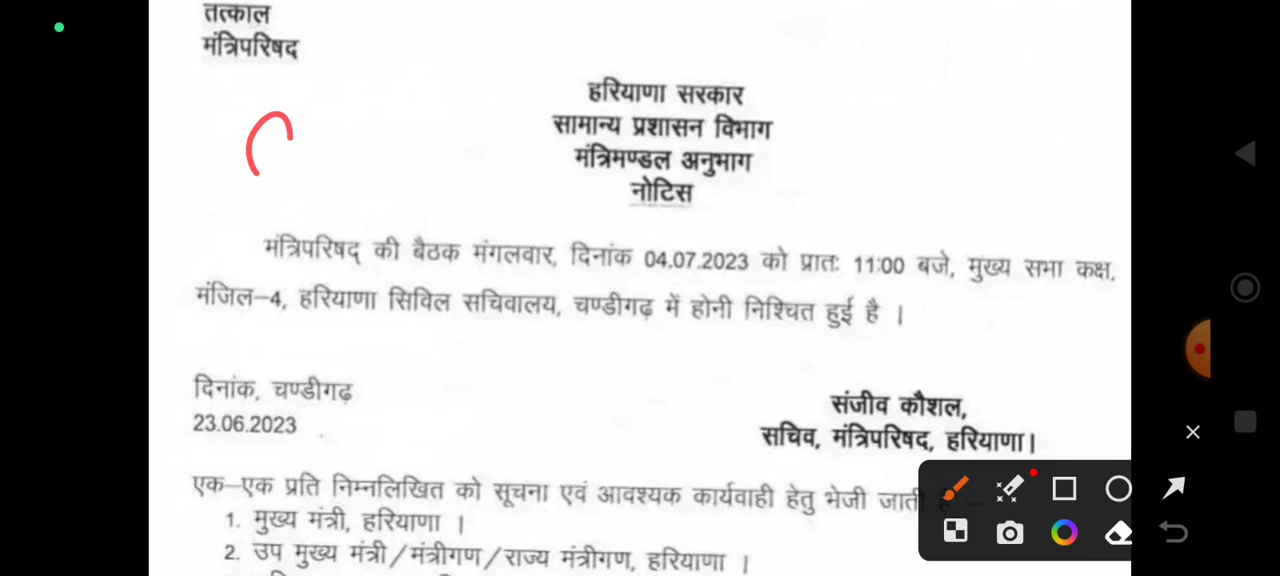 तत्काल
मंत्रिपरिषद
हरियाणा सरकार
सामान्य प्रशासन विभाग
मंत्रिमण्डल अनुभाग
नोटिस
मंत्रिपरिषद् की बैठक मंगलवार, दिनांक 04.07.2023 को प्रातः 11:00 बजे, मुख्य सभा कक्ष,
मंजिल–4, हरियाणा सिविल सचिवालय, चण्डीगढ़ में होनी निश्चित हुई है ।
दिनांक, चण्डीगढ़
23.06.2023
संजीव कौशल,
सचिव, मंत्रिपरिषद, हरियाणा।
एक–एक प्रति निम्नलिखित को सूचना एवं आवश्यक कार्यवाही हेतु भेजी जाती है :–
1. मुख्य मंत्री, हरियाणा ।
2. उप मुख्य मंत्री/मंत्रीगण/राज्य मंत्रीगण, हरियाणा ।